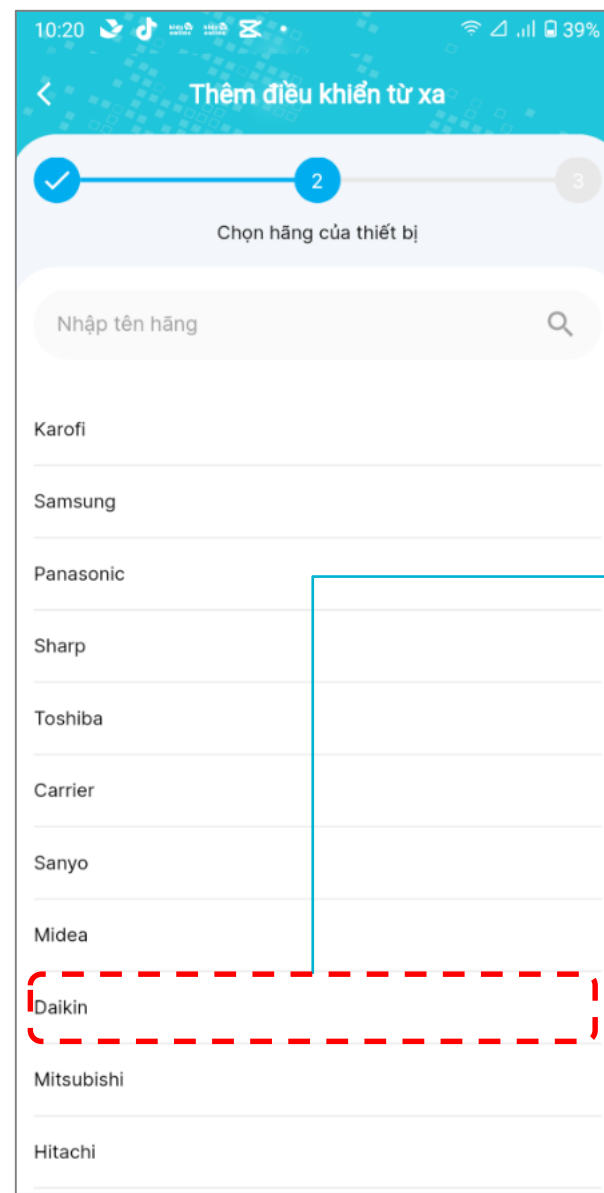 10:20 39%
Thêm điều khiển từ xa
2 3
Chọn hãng của thiết bị
Nhập tên hãng
Karofi
Samsung
Panasonic
Sharp
Toshiba
Carrier
Sanyo
Midea
Daikin
Mitsubishi
Hitachi